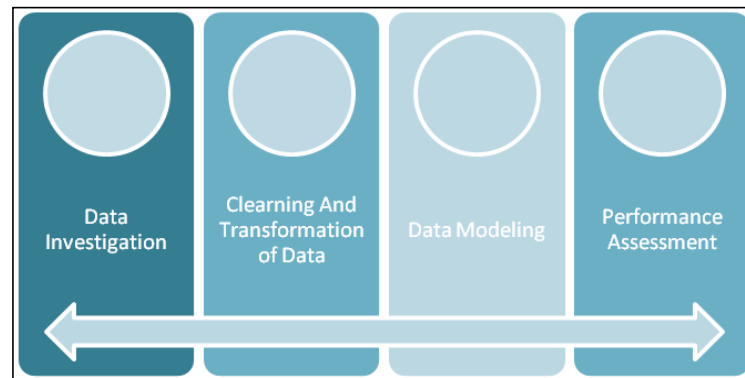 Data
Investigation
Clearning And
Transformation
of Data
Data Modeling
Performance
Assessment